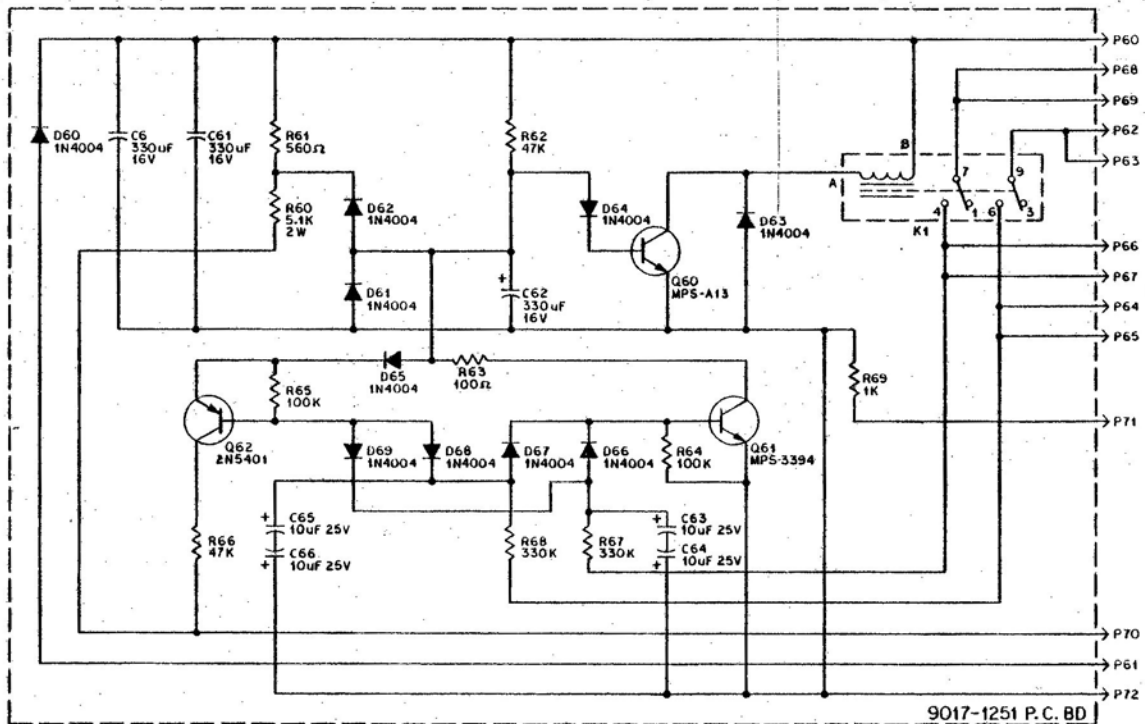 P60
P68
P69
P62
P63
P66
P67
P64
P65
P71
P70
P61
P72
D60
1N4004
C6
330uF
16V
C61
330uF
16V
R61
560Ω
R60
5.1K
2W
D62
1N4004
D61
1N4004
R62
47K
C62
330uF
16V
+
D64
1N4004
Q60
MPS-A13
D63
1N4004
A
B
7
9
4
1
6
3
K1
R69
1K
D65
1N4004
R63
100Ω
R65
100K
Q62
2N5401
D69
1N4004
D68
1N4004
D67
1N4004
D66
1N4004
R64
100K
Q61
MPS-3394
R66
47K
+
C65
10uF 25V
C66
10uF 25V
+
R68
330K
R67
330K
+
C63
10uF 25V
C64
10uF 25V
+
9017-1251 P.C. BD